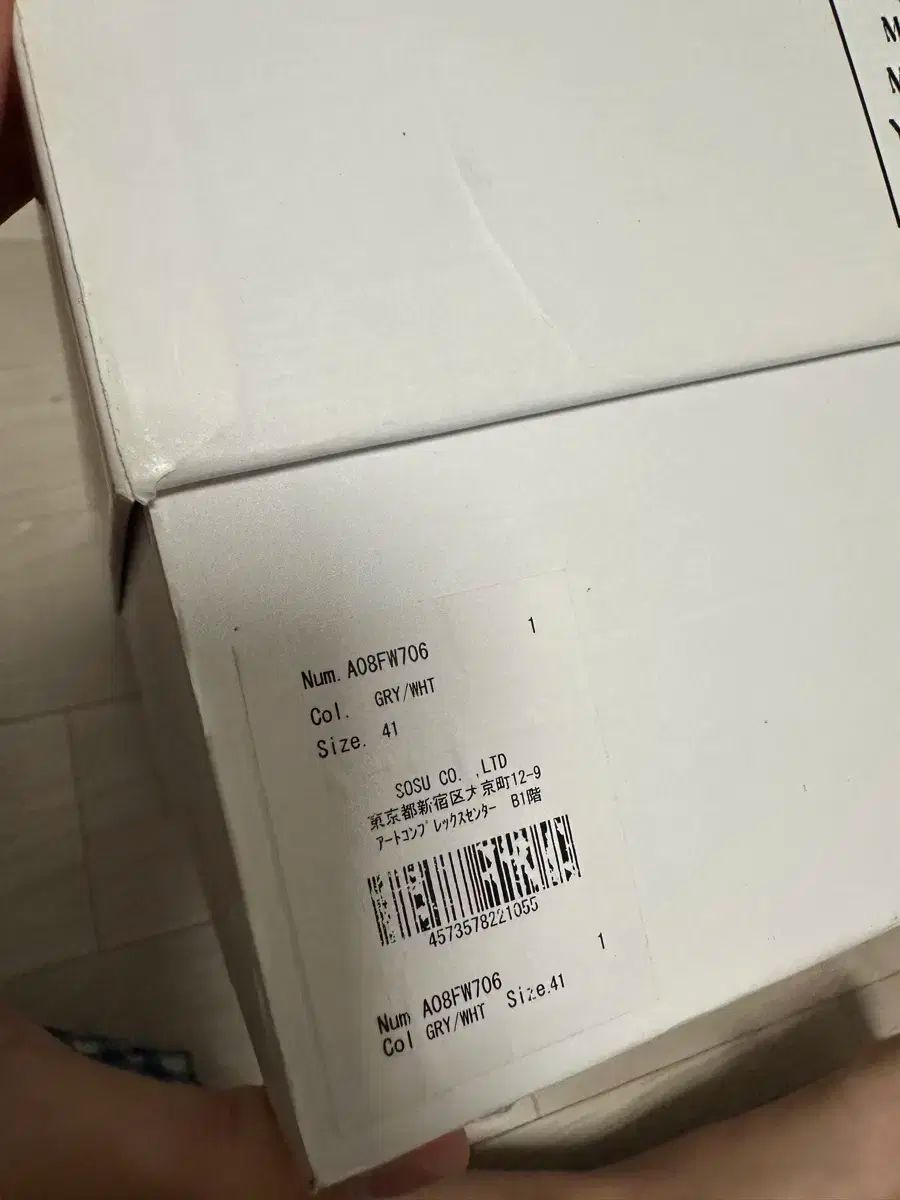 M
M
Y
Num. A08FW706 1
Col. GRY/WHT
Size. 41
SOSU CO. ,LTD
東京都新宿区大京町12-9
アートコンプレックスセンター B1階
4573578221055
Num A08FW706 1
Col GRY/WHT Size.41